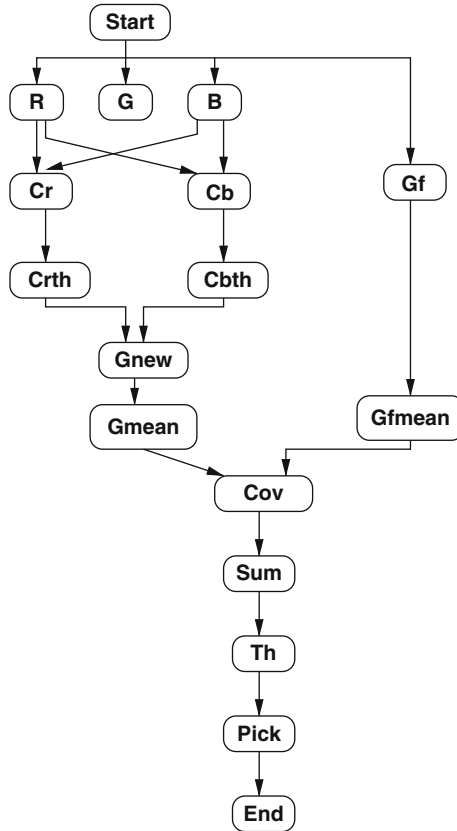 Start
R
G
B
Cr
Cb
Gf
Crth
Cbth
Gnew
Gmean
Gfmean
Cov
Sum
Th
Pick
End